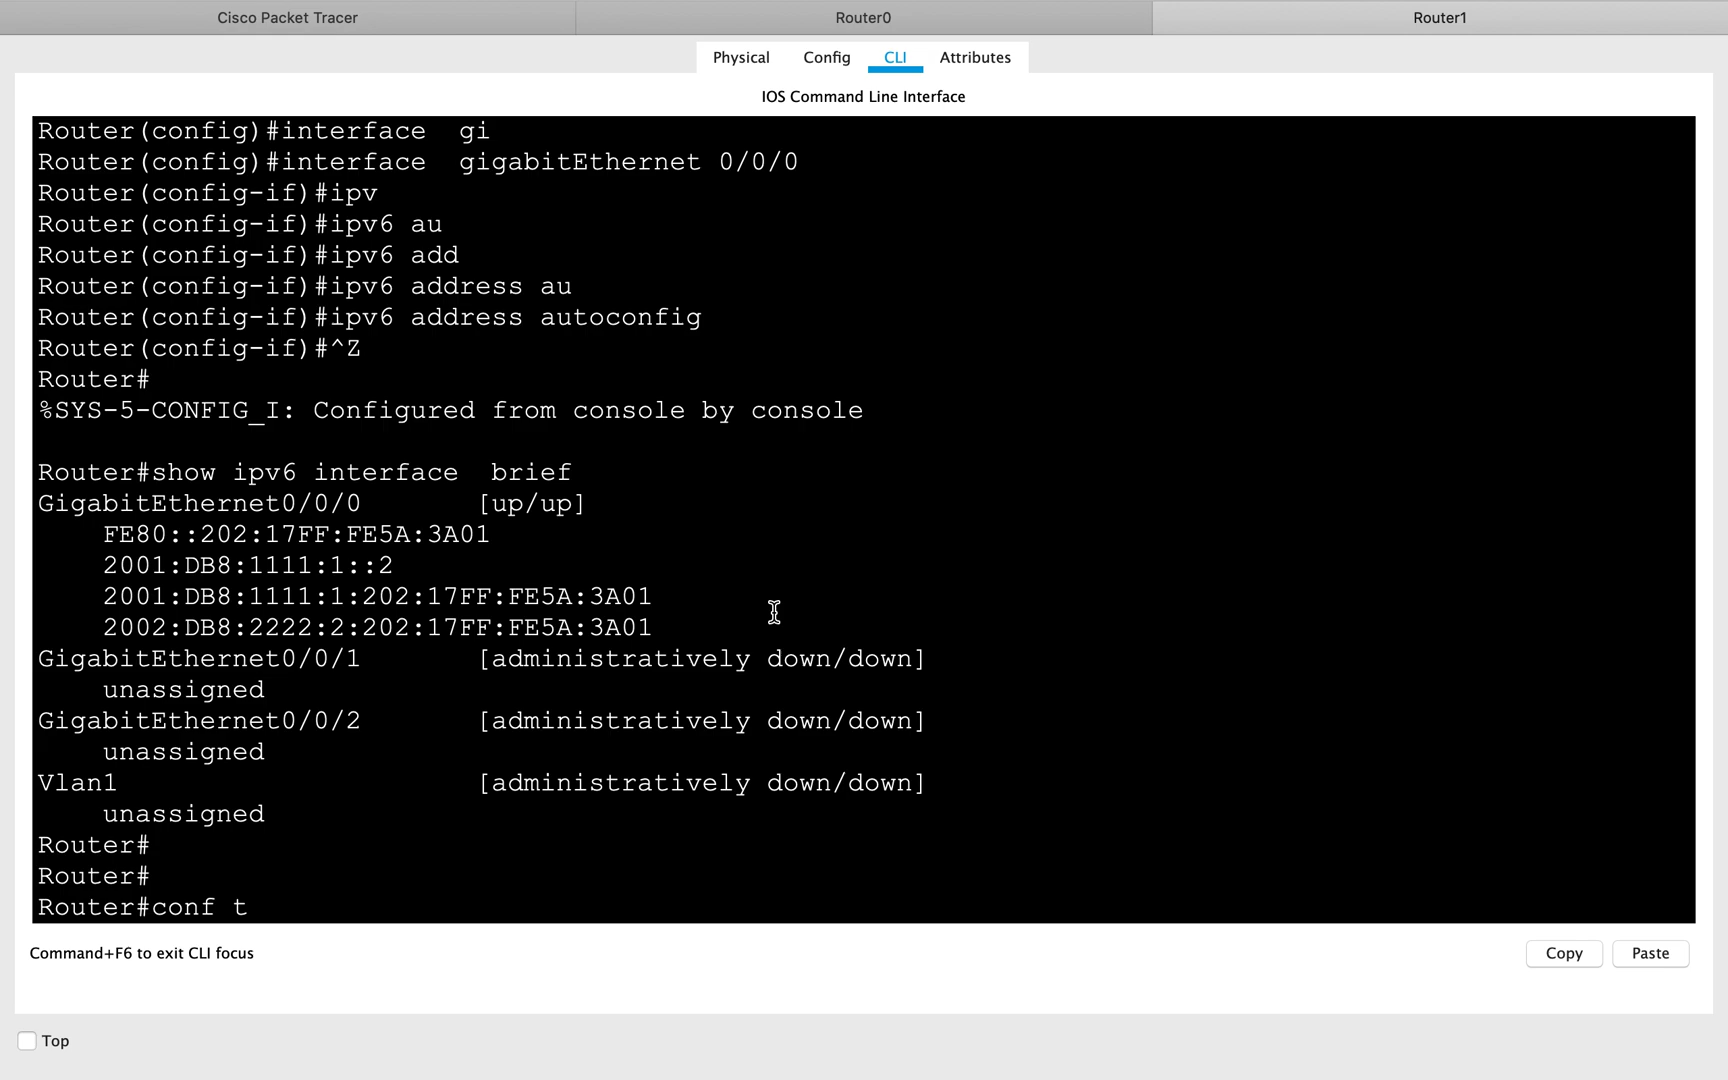 Cisco Packet Tracer
Router0
Router1
Physical
Config
CLI
Attributes
IOS Command Line Interface
Router(config)#interface  gi
Router(config)#interface  gigabitEthernet 0/0/0
Router(config-if)#ipv
Router(config-if)#ipv6 au
Router(config-if)#ipv6 add
Router(config-if)#ipv6 address au
Router(config-if)#ipv6 address autoconfig
Router(config-if)#^Z
Router#
%SYS-5-CONFIG_I: Configured from console by console
Router#show ipv6 interface  brief
GigabitEthernet0/0/0       [up/up]
    FE80::202:17FF:FE5A:3A01
    2001:DB8:1111:1::2
    2001:DB8:1111:1:202:17FF:FE5A:3A01
    2002:DB8:2222:2:202:17FF:FE5A:3A01
GigabitEthernet0/0/1       [administratively down/down]
    unassigned
GigabitEthernet0/0/2       [administratively down/down]
    unassigned
Vlan1                      [administratively down/down]
    unassigned
Router#
Router#
Router#conf t
Command+F6 to exit CLI focus
Copy
Paste
Top